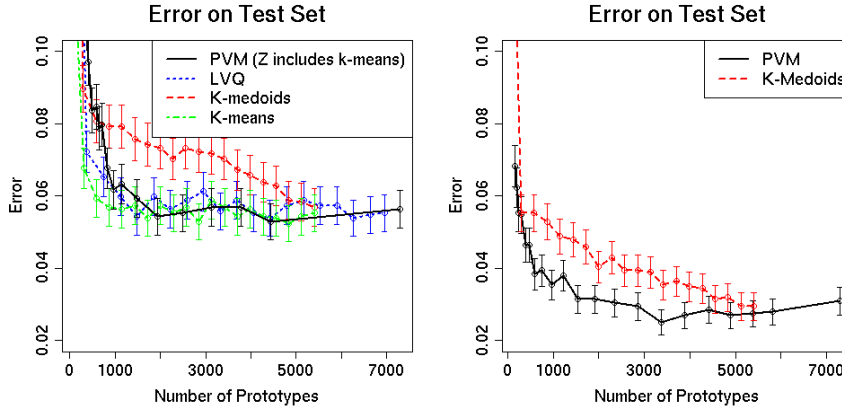 Error on Test Set
PVM (Z includes k-means)
LVQ
K-medoids
K-means
Error
0.10
0.08
0.06
0.04
0.02
0
1000
3000
5000
7000
Number of Prototypes
Error on Test Set
PVM
K-Medoids
Error
0.10
0.08
0.06
0.04
0.02
0
1000
3000
5000
7000
Number of Prototypes